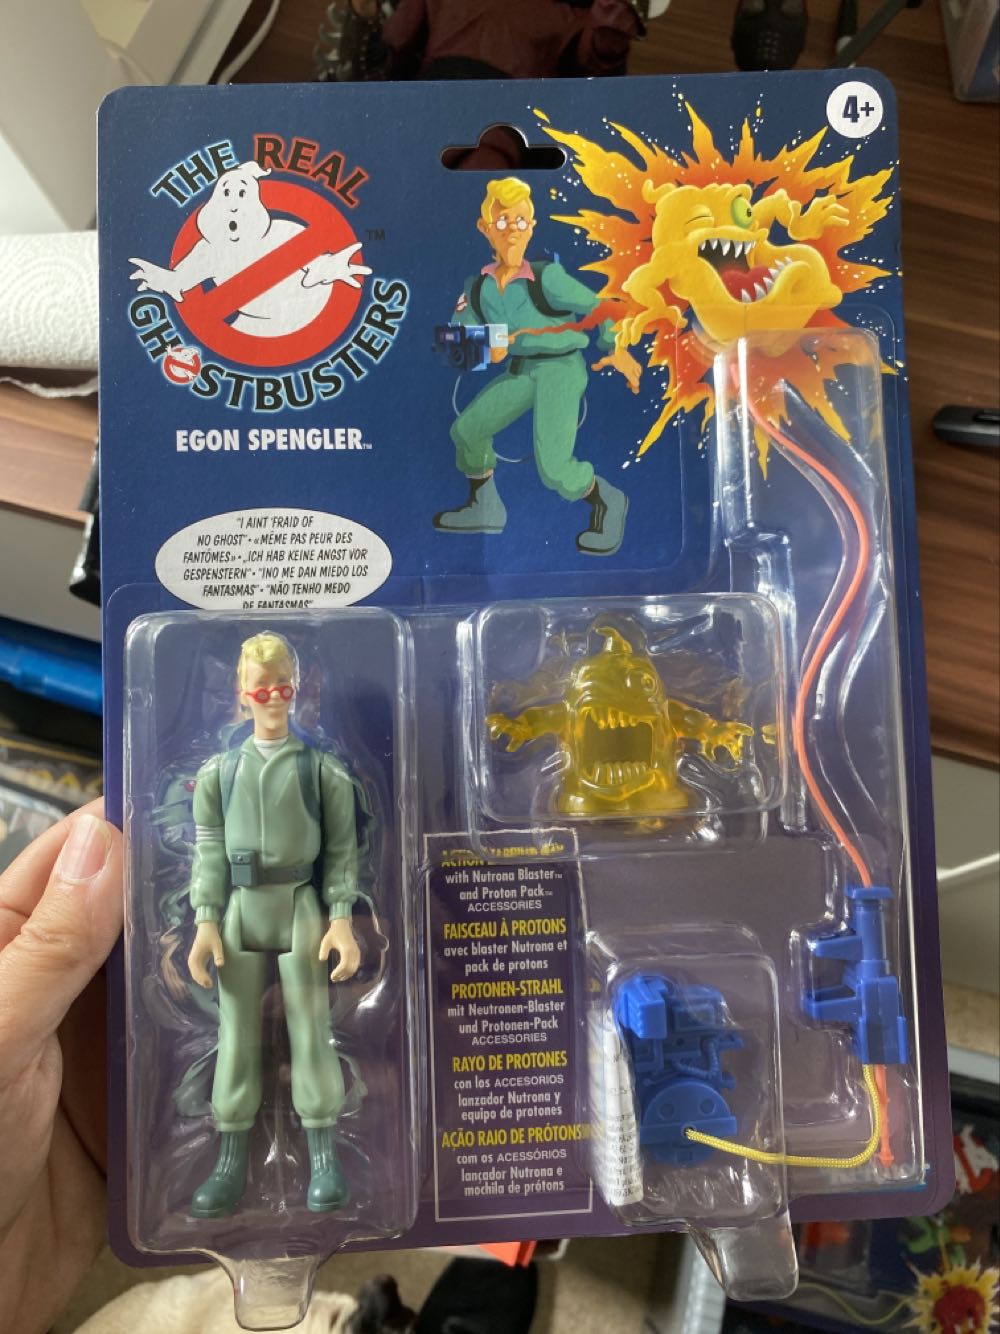 4+
THE REAL
GHOSTBUSTERS
TM
EGON SPENGLER™
"I AINT 'FRAID OF
NO GHOST" • «MÊME PAS PEUR DES
FANTÔMES» • „ICH HAB KEINE ANGST VOR
GESPENSTERN" • "¡NO ME DAN MIEDO LOS
FANTASMAS" • "NÃO TENHO MEDO
DE FANTASMAS"
with Nutrona Blaster™
and Proton Pack™
ACCESSORIES
FAISCEAU À PROTONS
avec blaster Nutrona et
pack de protons
PROTONEN-STRAHL
mit Neutronen-Blaster
und Protonen-Pack
ACCESSORIES
RAYO DE PROTONES
con los ACCESORIOS
lanzador Nutrona y
equipo de protones
AÇÃO RAIO DE PRÓTONS
com os ACESSÓRIOS
lançador Nutrona e
mochila de prótons